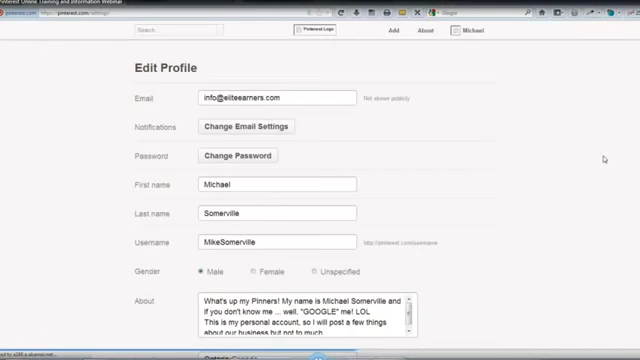 Pinterest Online Training and Information Webinar
pinterest.com https://pinterest.com/settings/ Google
Search Pinterest Logo Add About Michael
Edit Profile
Email info@eliteearners.com Not shown publicly
Notifications Change Email Settings
Password Change Password
First name Michael
Last name Somerville
Username MikeSomerville http://pinterest.com/username
Gender Male Female Unspecified
About What's up my Pinners! My name is Michael Somerville and
if you don't know me ... well, "GOOGLE" me! LOL
This is my personal account, so I will post a few things
about our business but not to much